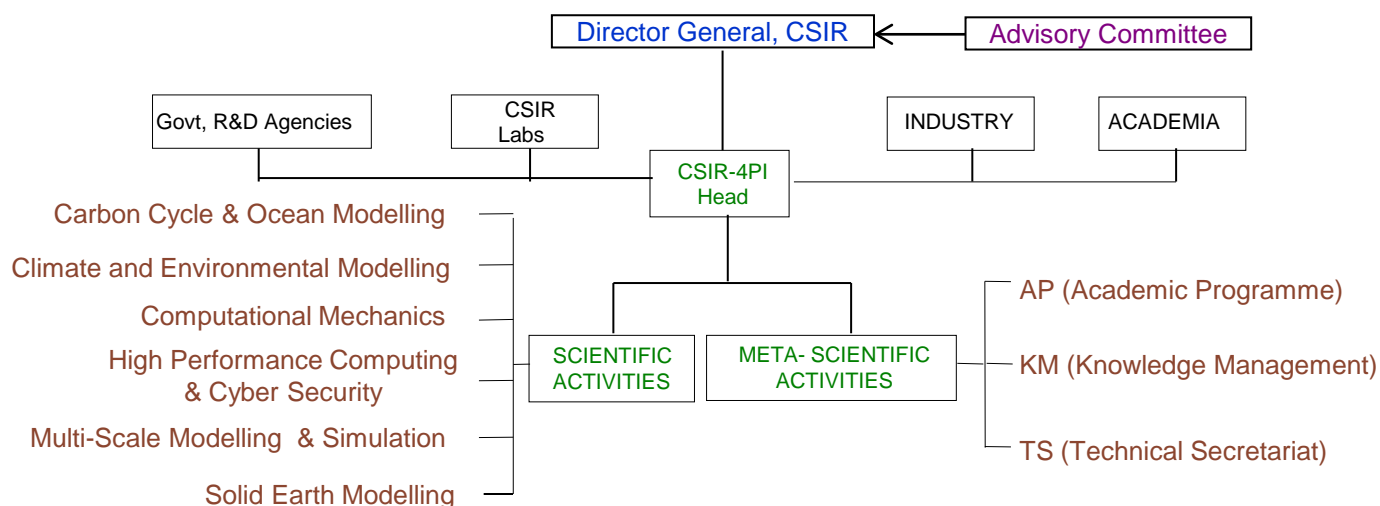 Director General, CSIR
Advisory Committee
Govt, R&D Agencies
CSIR
Labs
INDUSTRY
ACADEMIA
CSIR-4PI
Head
Carbon Cycle & Ocean Modelling
Climate and Environmental Modelling
Computational Mechanics
High Performance Computing
& Cyber Security
Multi-Scale Modelling & Simulation
Solid Earth Modelling
SCIENTIFIC
ACTIVITIES
META- SCIENTIFIC
ACTIVITIES
AP (Academic Programme)
KM (Knowledge Management)
TS (Technical Secretariat)